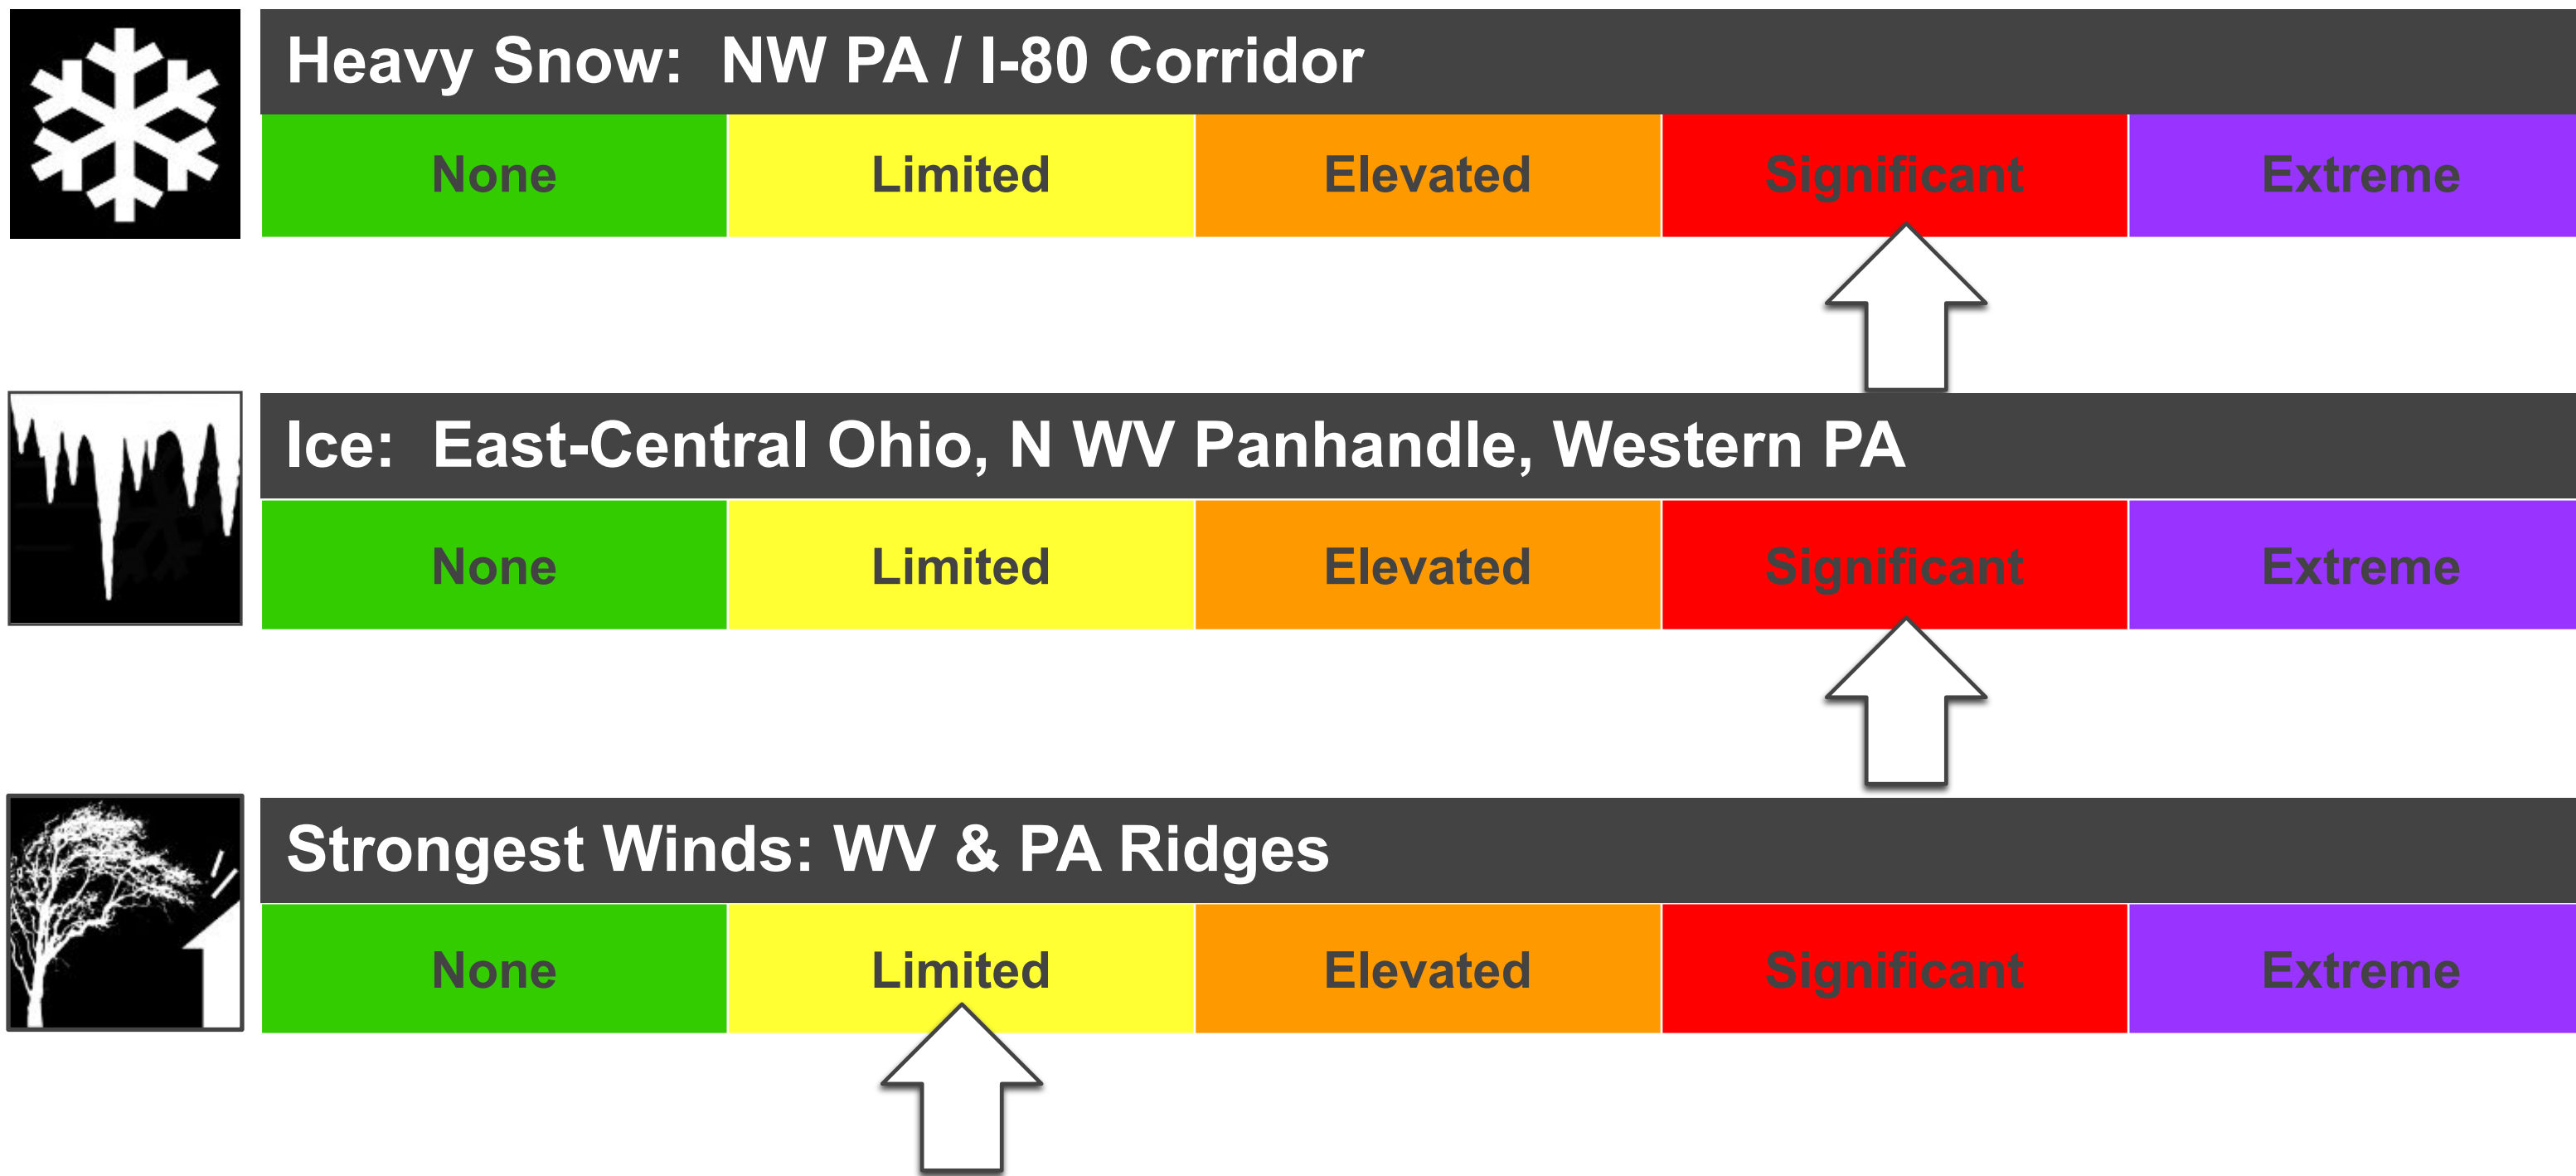 Heavy Snow: NW PA / I-80 Corridor
None Limited Elevated Significant Extreme
Ice: East-Central Ohio, N WV Panhandle, Western PA
None Limited Elevated Significant Extreme
Strongest Winds: WV & PA Ridges
None Limited Elevated Significant Extreme